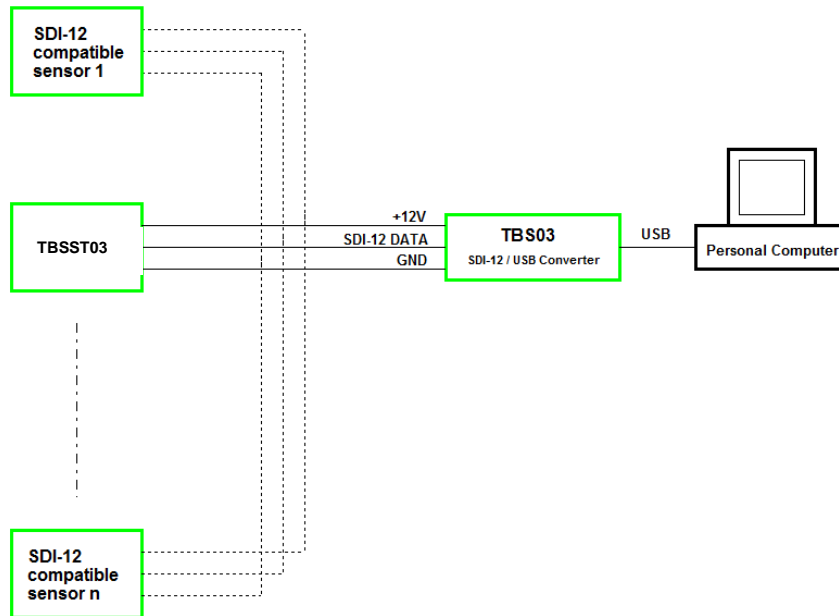 SDI-12
compatible
sensor 1
TBSST03
+12V
SDI-12 DATA
GND
TBS03
SDI-12 / USB Converter
USB
Personal Computer
SDI-12
compatible
sensor n